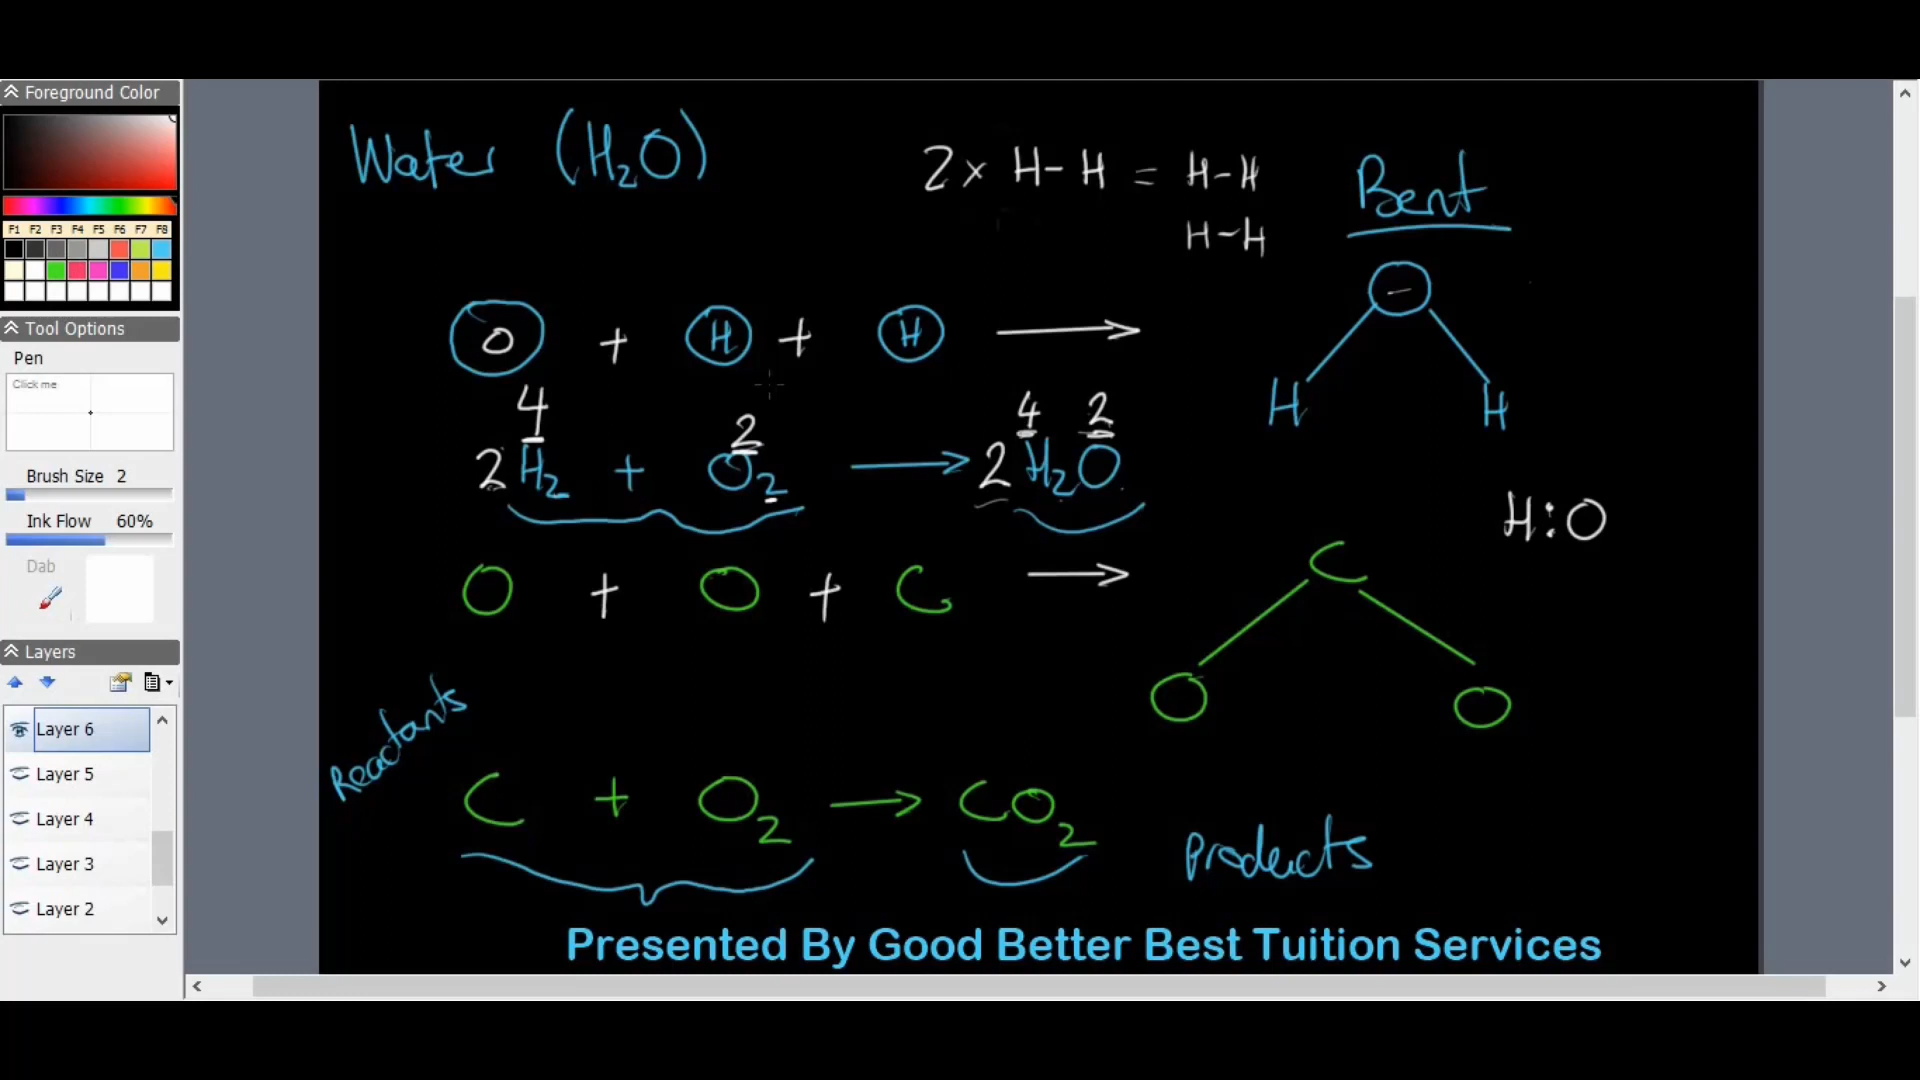 Foreground Color
F1 F2 F3 F4 F5 F6 F7 F8
Tool Options
Pen
Click me
Brush Size 2
Ink Flow 60%
Dab
Layers
Layer 6
Layer 5
Layer 4
Layer 3
Layer 2
Water (H₂O)
2 × H-H = H-H
H-H
Bent
O + H + H →
H H
4 2 4 2
2H₂ + O₂ → 2H₂O
H:O
O + O + C →
C
O O
Reactants
C + O₂ → CO₂
Products
Presented By Good Better Best Tuition Services